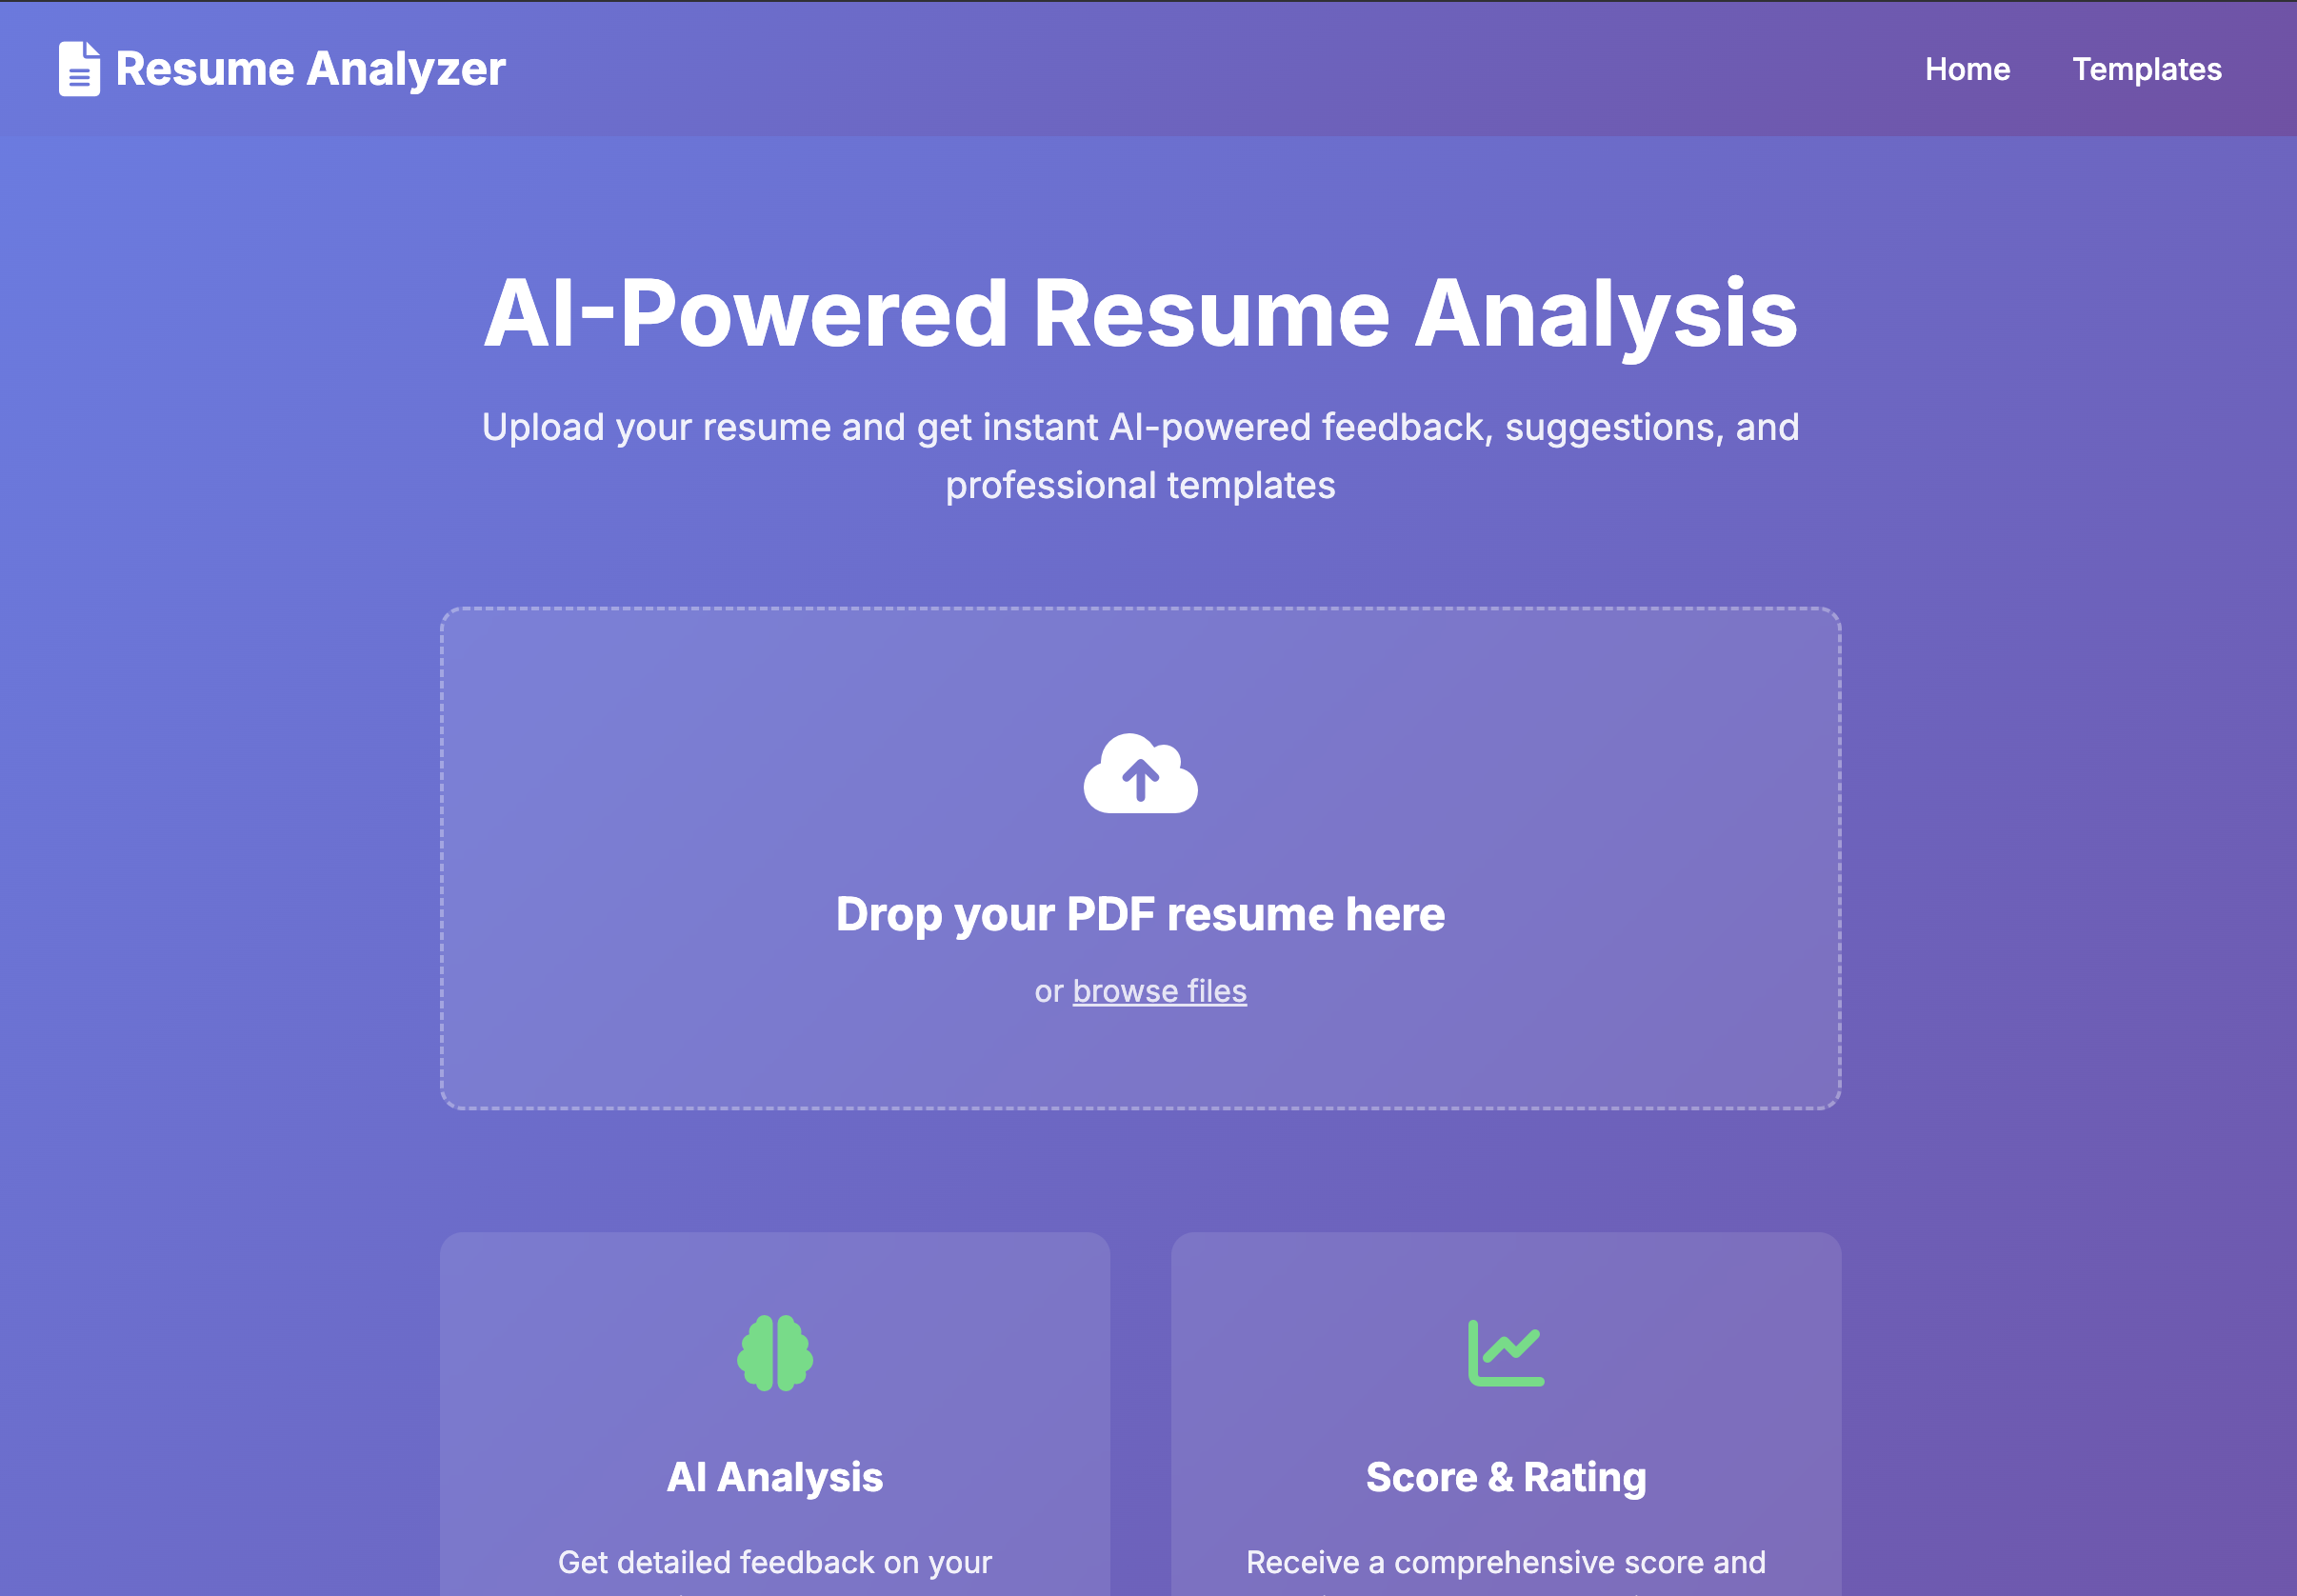 Resume Analyzer
Home
Templates
AI-Powered Resume Analysis
Upload your resume and get instant AI-powered feedback, suggestions, and
professional templates
Drop your PDF resume here
or browse files
AI Analysis
Get detailed feedback on your
Score & Rating
Receive a comprehensive score and